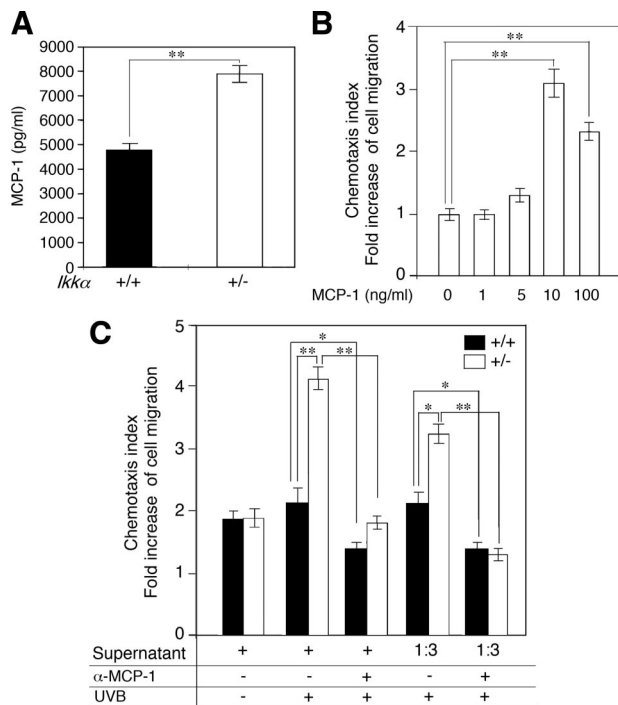 A
9000
8000
7000
6000
5000
4000
3000
2000
1000
0
MCP-1 (pg/ml)
**
Ikkα +/+ +/-
B
4
3
2
1
0
Chemotaxis index
Fold increase of cell migration
**
**
MCP-1 (ng/ml) 0 1 5 10 100
C
5
4
3
2
1
0
Chemotaxis index
Fold increase of cell migration
+/+
+/-
*
** **
*
* **
Supernatant + + + 1:3 1:3
α-MCP-1 - - + - +
UVB - + + + +